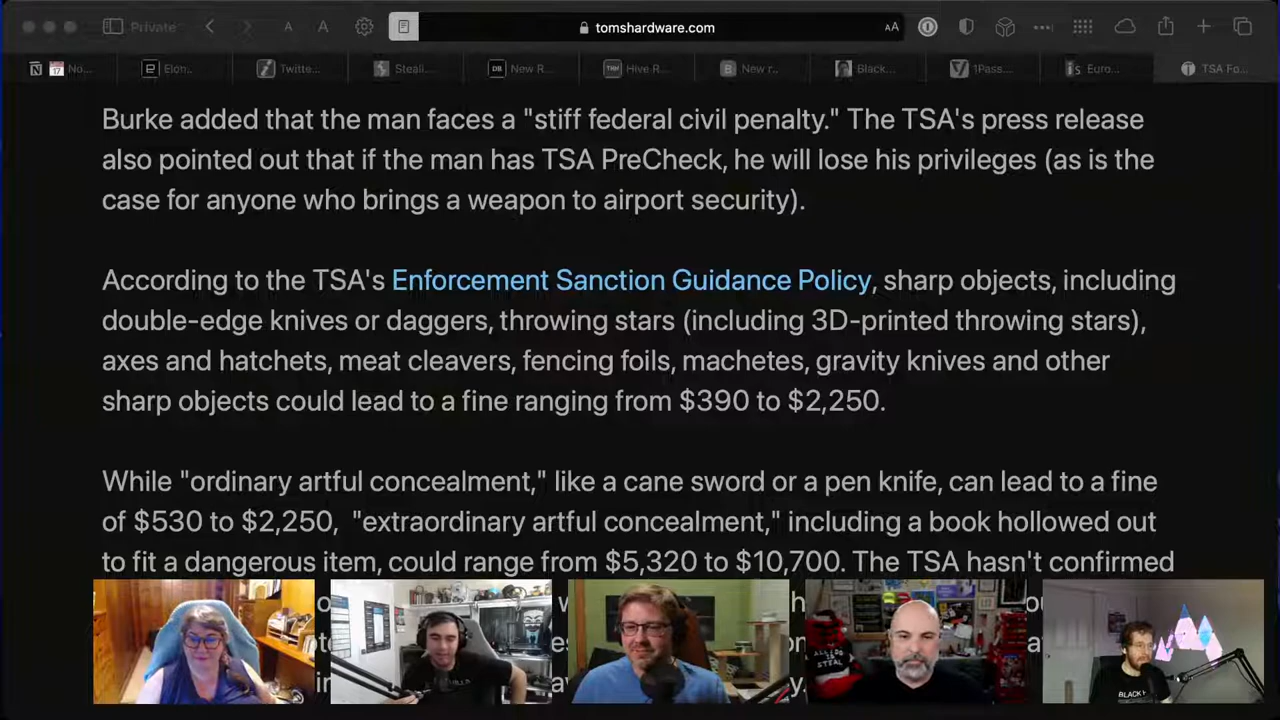 Private
A
A
tomshardware.com
AA
No...
Elon..
Twitte...
Steali...
New R...
Hive R...
New r...
Black...
1Pass...
Euro...
TSA Fo...
Burke added that the man faces a "stiff federal civil penalty." The TSA's press release
also pointed out that if the man has TSA PreCheck, he will lose his privileges (as is the
case for anyone who brings a weapon to airport security).
According to the TSA's Enforcement Sanction Guidance Policy, sharp objects, including
double-edge knives or daggers, throwing stars (including 3D-printed throwing stars),
axes and hatchets, meat cleavers, fencing foils, machetes, gravity knives and other
sharp objects could lead to a fine ranging from $390 to $2,250.
While "ordinary artful concealment," like a cane sword or a pen knife, can lead to a fine
of $530 to $2,250, "extraordinary artful concealment," including a book hollowed out
to fit a dangerous item, could range from $5,320 to $10,700. The TSA hasn't confirmed